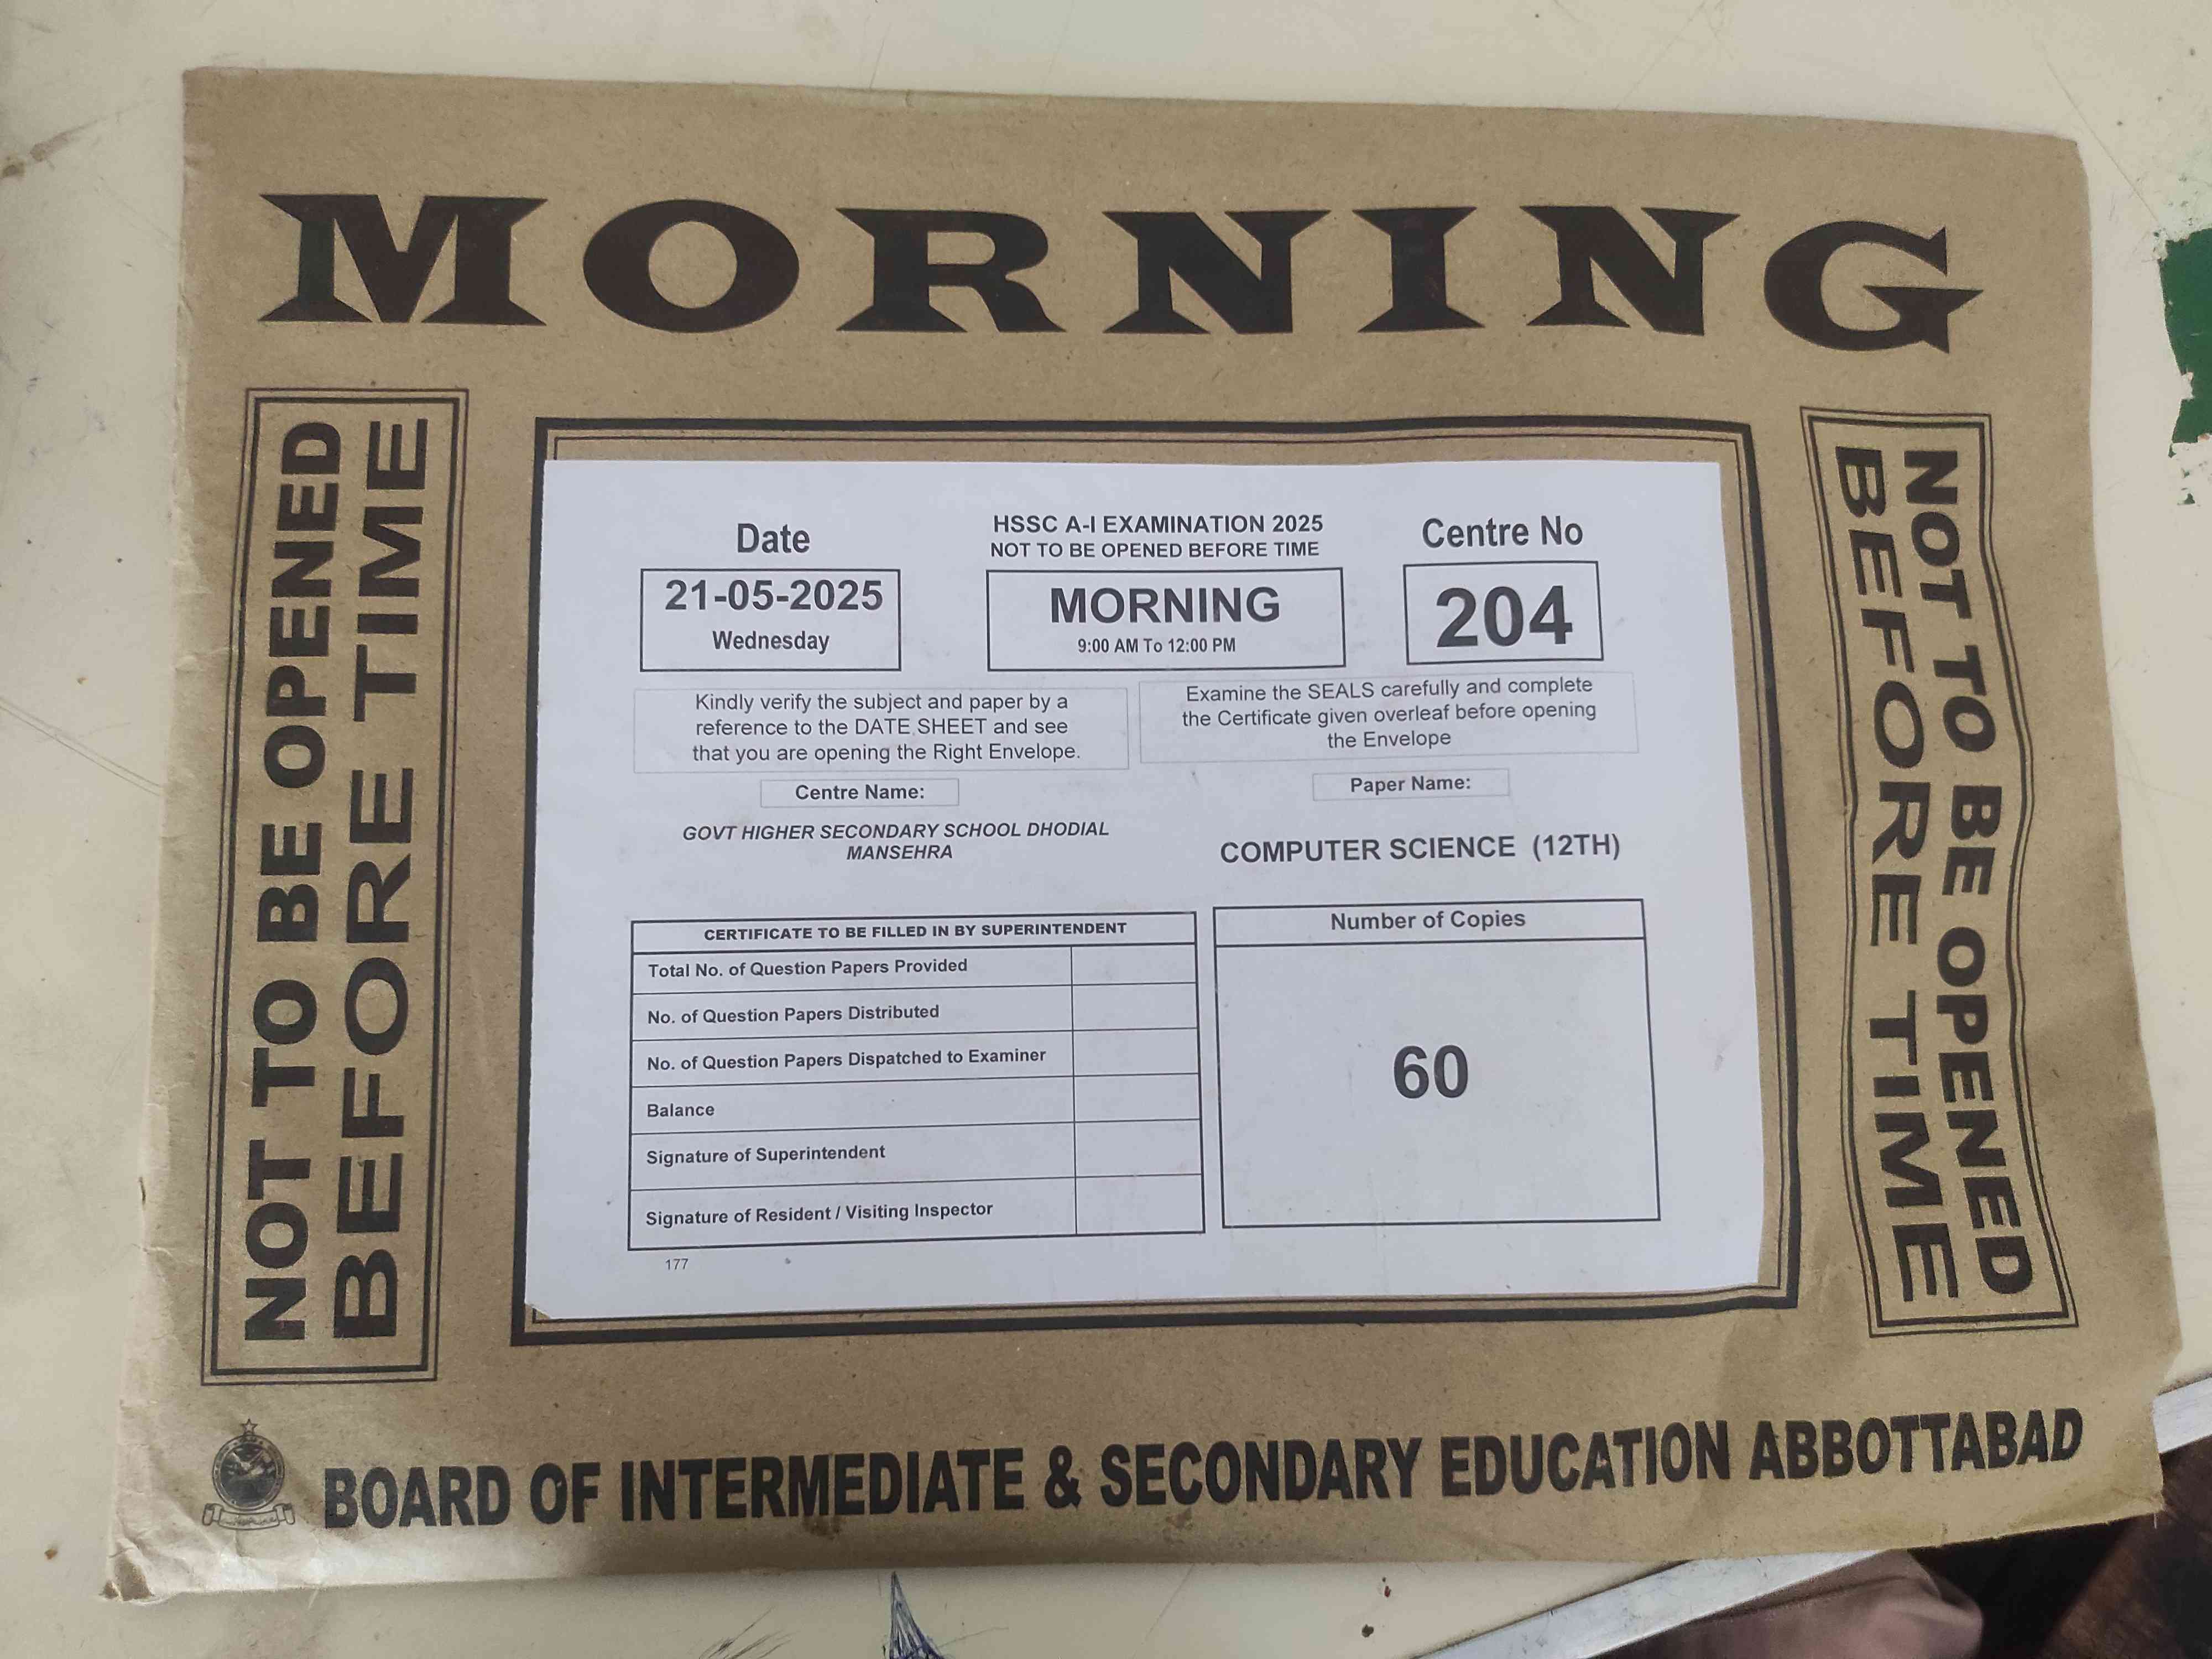 MORNING
NOT TO BE OPENED
BEFORE TIME
Date
21-05-2025
Wednesday
HSSC A-I EXAMINATION 2025
NOT TO BE OPENED BEFORE TIME
MORNING
9:00 AM To 12:00 PM
Centre No
204
Kindly verify the subject and paper by a
reference to the DATE SHEET and see
that you are opening the Right Envelope.
Examine the SEALS carefully and complete
the Certificate given overleaf before opening
the Envelope
Centre Name:
GOVT HIGHER SECONDARY SCHOOL DHODIAL
MANSEHRA
Paper Name:
COMPUTER SCIENCE (12TH)
CERTIFICATE TO BE FILLED IN BY SUPERINTENDENT
Total No. of Question Papers Provided
No. of Question Papers Distributed
No. of Question Papers Dispatched to Examiner
Balance
Signature of Superintendent
Signature of Resident / Visiting Inspector
Number of Copies
60
177
NOT TO BE OPENED
BEFORE TIME
BOARD OF INTERMEDIATE & SECONDARY EDUCATION ABBOTTABAD